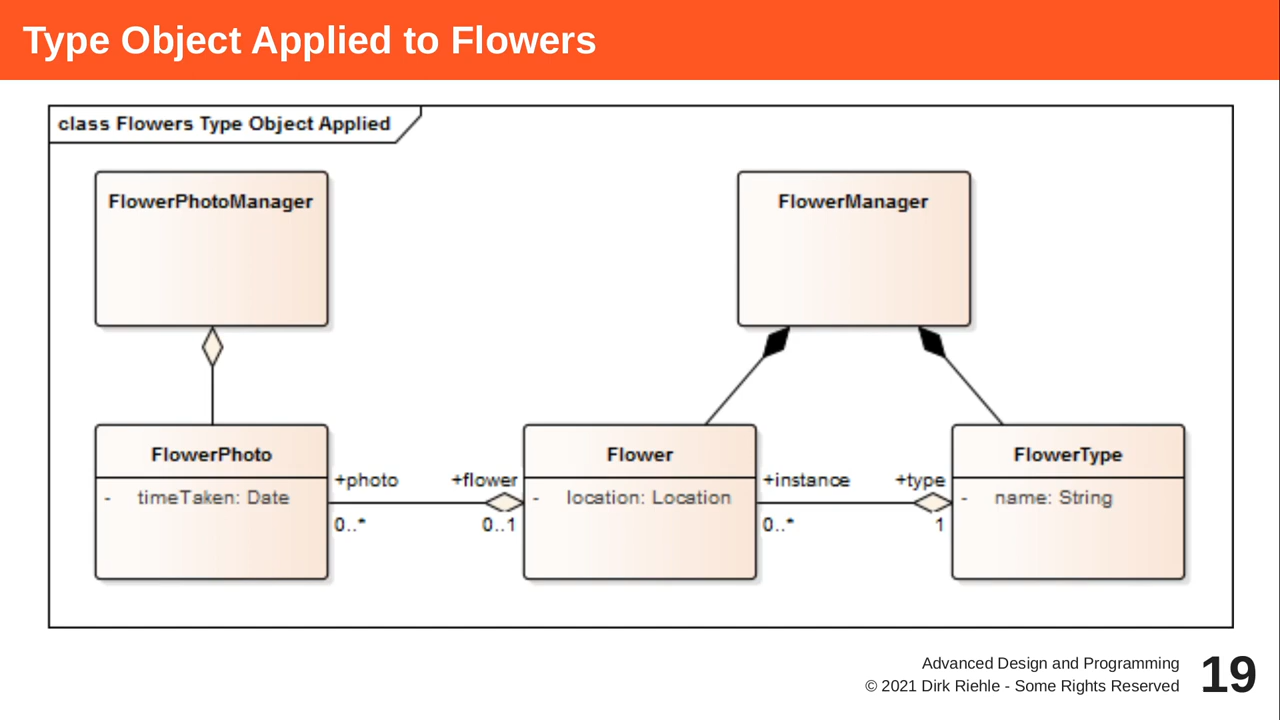 Type Object Applied to Flowers
class Flowers Type Object Applied
FlowerPhotoManager
FlowerManager
FlowerPhoto
- timeTaken: Date
+photo
0..*
+flower
0..1
Flower
- location: Location
+instance
0..*
+type
1
FlowerType
- name: String
Advanced Design and Programming
© 2021 Dirk Riehle - Some Rights Reserved
19